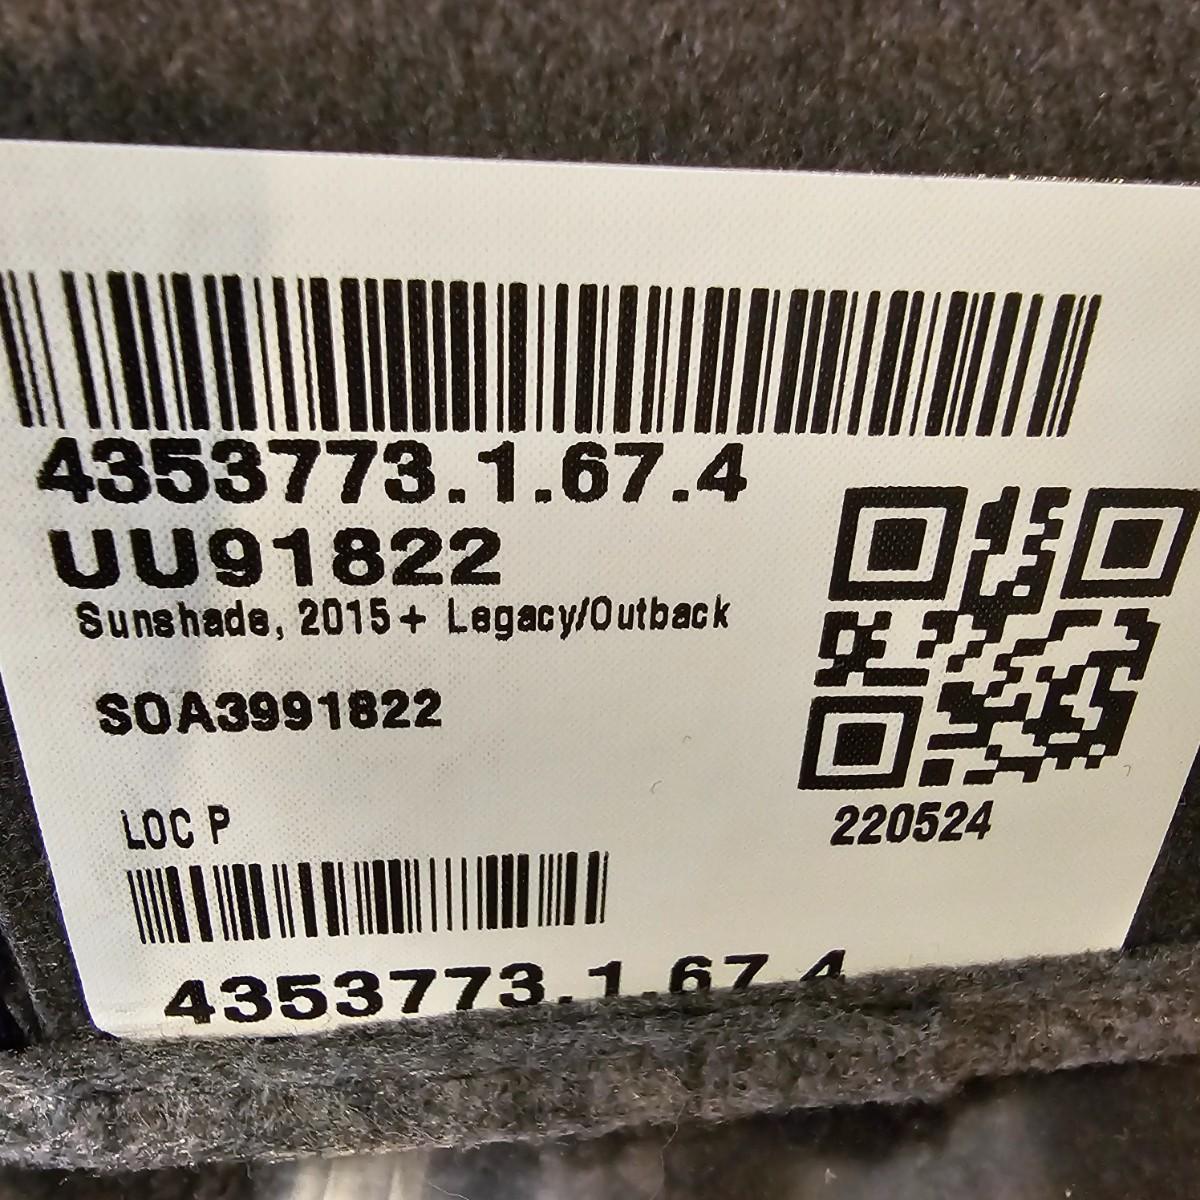 4353773.1.67.4
UU91822
Sunshade, 2015+ Legacy/Outback
SOA3991822
220524
LOC P
4353773.1.67.4